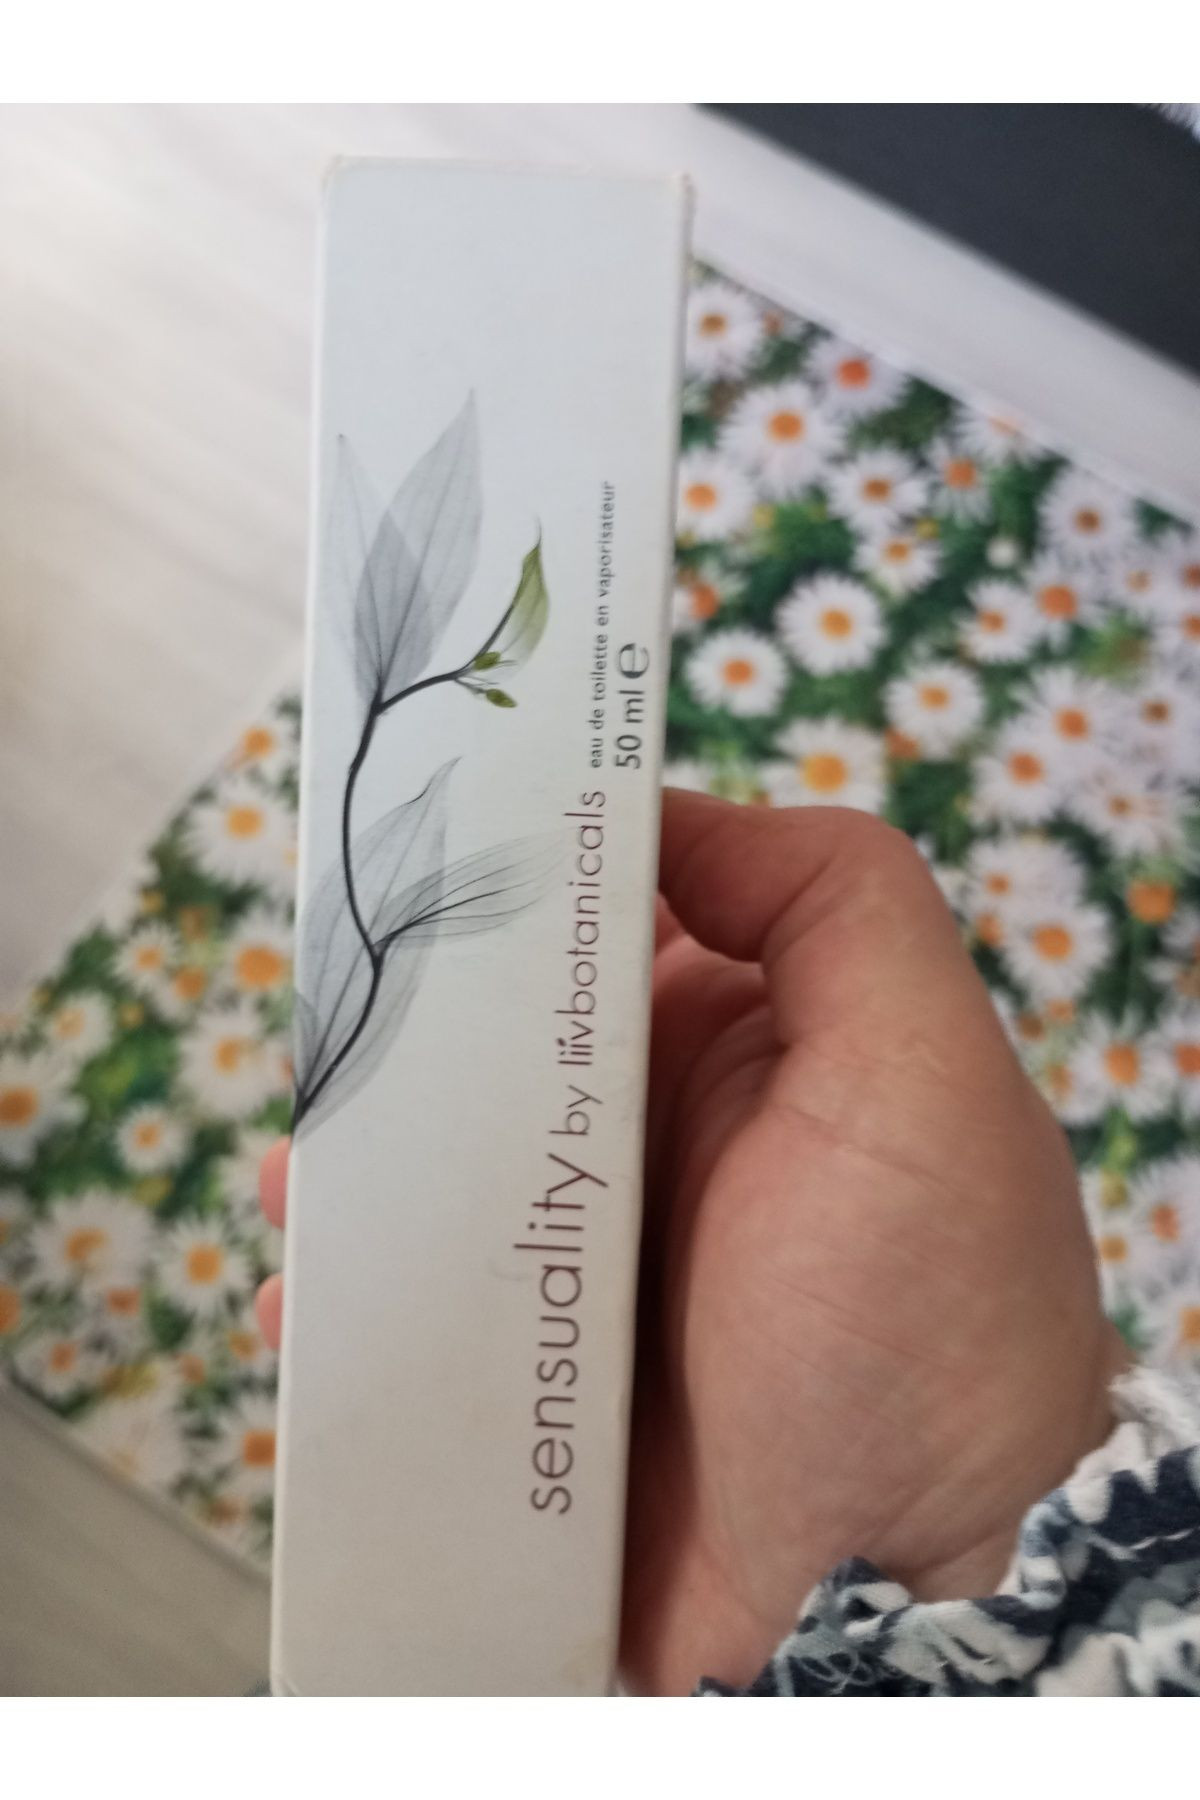 sensuality by liivbotanicals
eau de toilette en vaporisateur
50 ml ℮